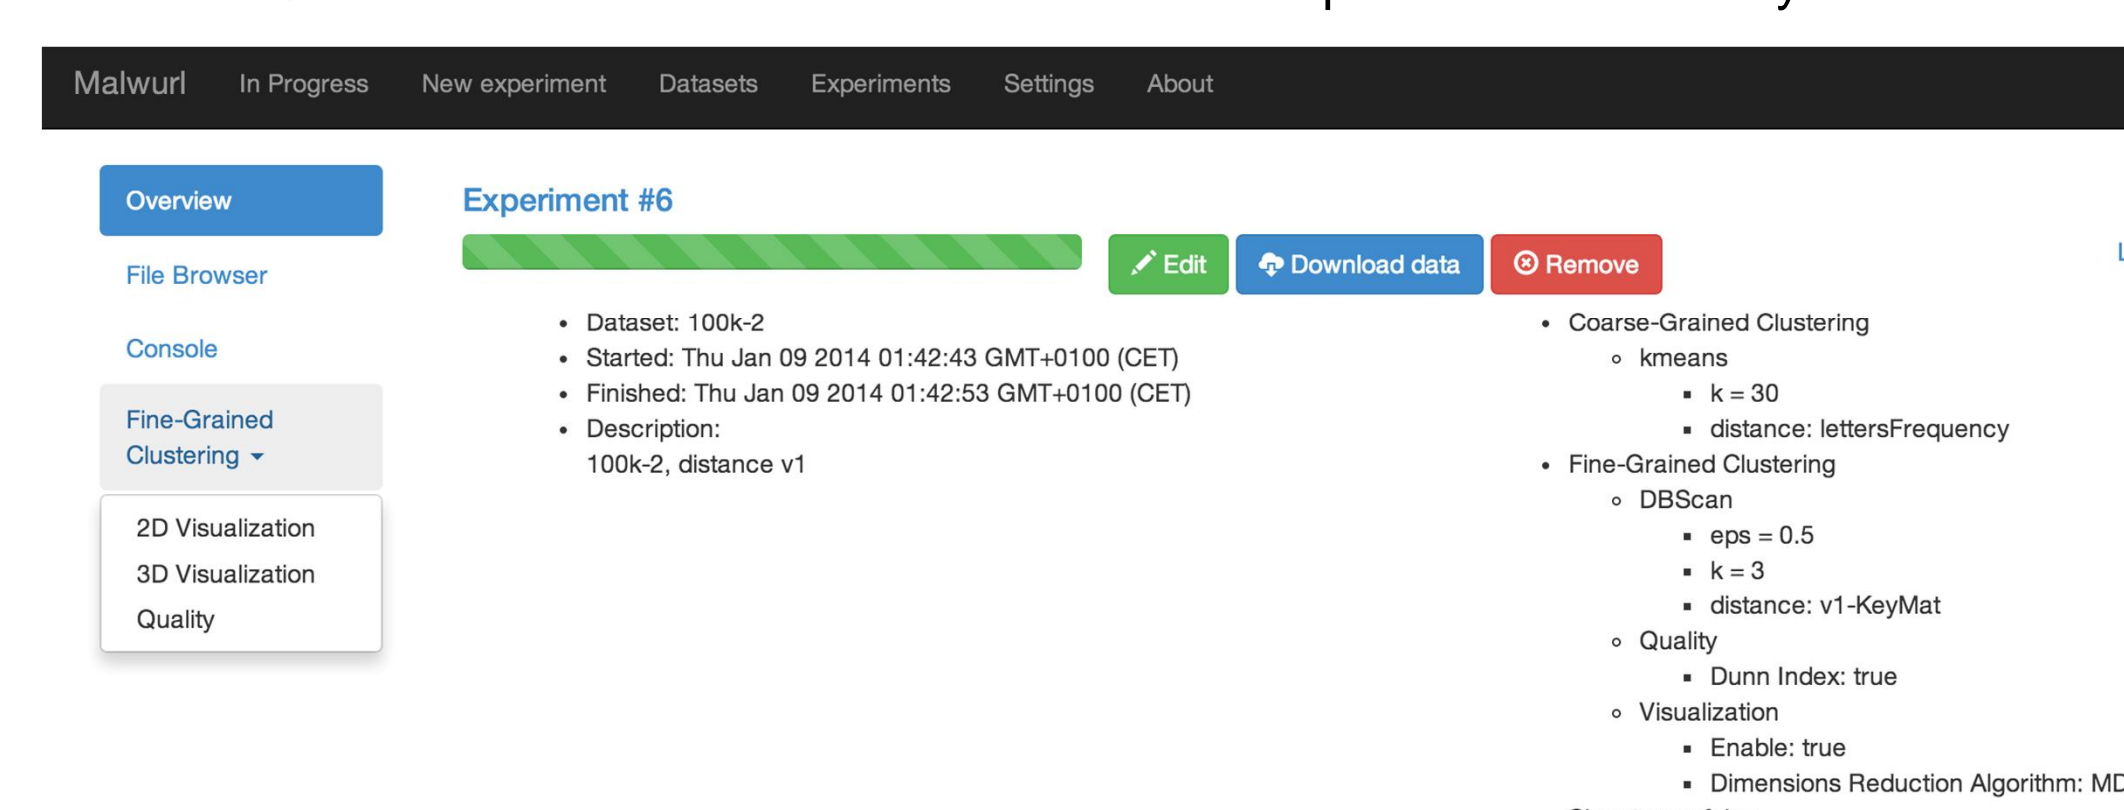 Malwurl In Progress New experiment Datasets Experiments Settings About
Overview
File Browser
Console
Fine-Grained
Clustering
2D Visualization
3D Visualization
Quality
Experiment #6
Edit Download data Remove
Dataset: 100k-2
Started: Thu Jan 09 2014 01:42:43 GMT+0100 (CET)
Finished: Thu Jan 09 2014 01:42:53 GMT+0100 (CET)
Description:
100k-2, distance v1
Coarse-Grained Clustering
kmeans
k = 30
distance: lettersFrequency
Fine-Grained Clustering
DBScan
eps = 0.5
k = 3
distance: v1-KeyMat
Quality
Dunn Index: true
Visualization
Enable: true
Dimensions Reduction Algorithm: